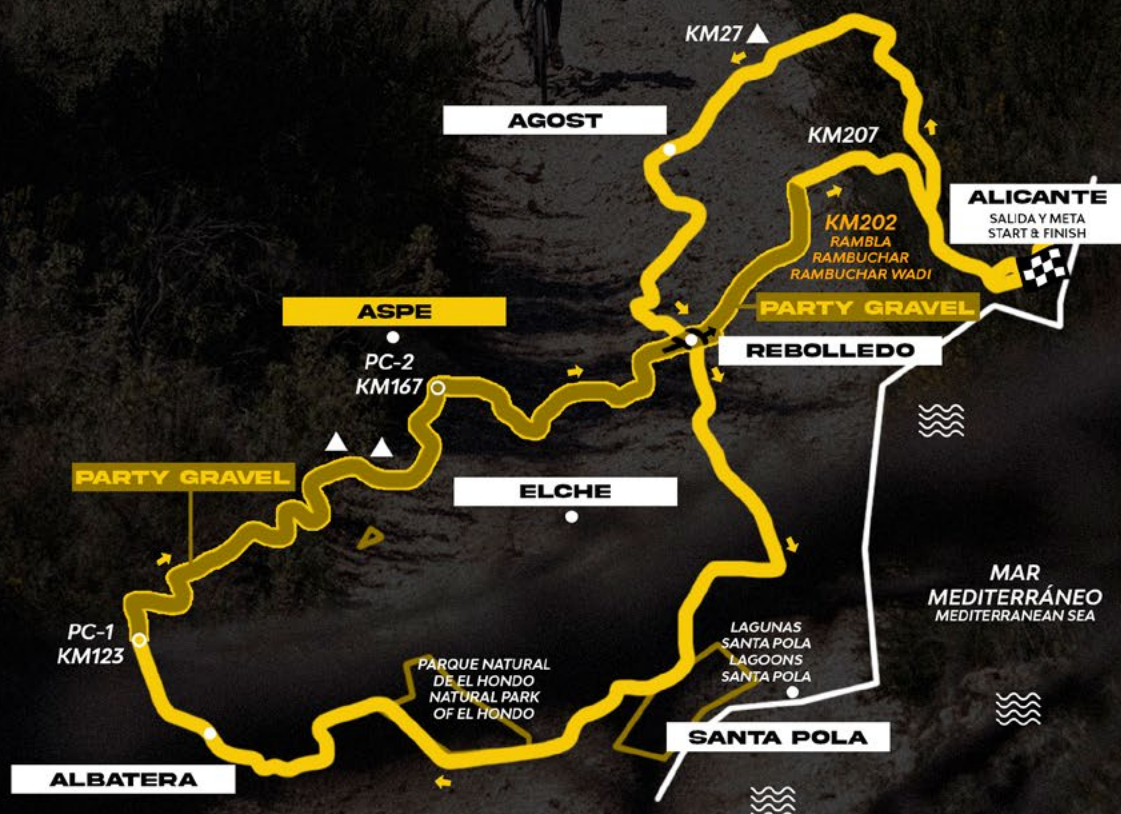 KM27
AGOST
KM207
ALICANTE
SALIDA Y META
START & FINISH
KM202
RAMBLA
RAMBUCHAR
RAMBUCHAR WADI
PARTY GRAVEL
ASPE
PC-2
KM167
REBOLLEDO
PARTY GRAVEL
ELCHE
MAR
MEDITERRÁNEO
MEDITERRANEAN SEA
PC-1
KM123
LAGUNAS
SANTA POLA
LAGOONS
SANTA POLA
PARQUE NATURAL
DE EL HONDO
NATURAL PARK
OF EL HONDO
SANTA POLA
ALBATERA